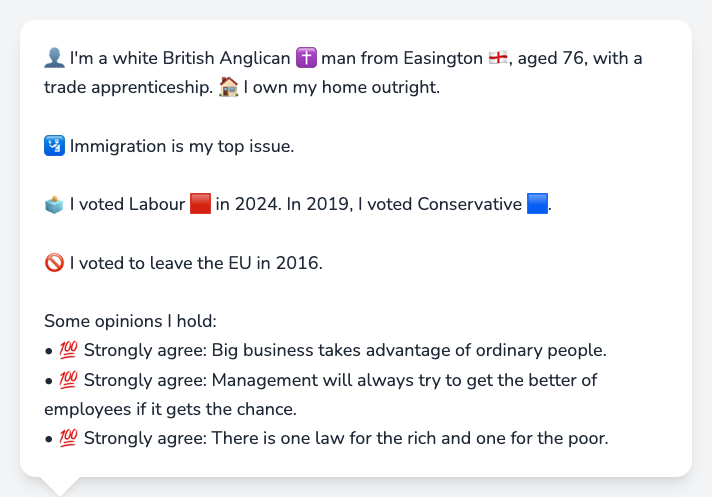 👤 I'm a white British Anglican ✝️ man from Easington 🏴󠁧󠁢󠁥󠁮󠁧󠁿, aged 76, with a
trade apprenticeship. 🏠 I own my home outright.
🛂 Immigration is my top issue.
🗳️ I voted Labour 🟥 in 2024. In 2019, I voted Conservative 🟦.
🚫 I voted to leave the EU in 2016.
Some opinions I hold:
• 💯 Strongly agree: Big business takes advantage of ordinary people.
• 💯 Strongly agree: Management will always try to get the better of
employees if it gets the chance.
• 💯 Strongly agree: There is one law for the rich and one for the poor.